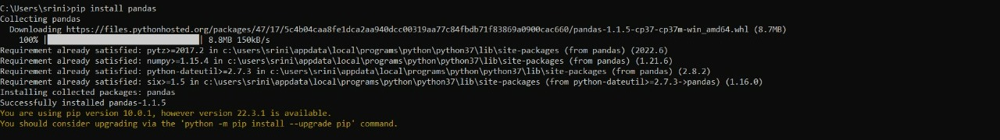 C:\Users\srini>pip install pandas
Collecting pandas
  Downloading https://files.pythonhosted.org/packages/47/17/5c4b04caa8fe1dca2aa940dcc00319aa77c84fbdb71f83869a0900cac660/pandas-1.1.5-cp37-cp37m-win_amd64.whl (8.7MB)
    100% |████████████████████████████████| 8.8MB 150kB/s
Requirement already satisfied: pytz>=2017.2 in c:\users\srini\appdata\local\programs\python\python37\lib\site-packages (from pandas) (2022.6)
Requirement already satisfied: numpy>=1.15.4 in c:\users\srini\appdata\local\programs\python\python37\lib\site-packages (from pandas) (1.21.6)
Requirement already satisfied: python-dateutil>=2.7.3 in c:\users\srini\appdata\local\programs\python\python37\lib\site-packages (from pandas) (2.8.2)
Requirement already satisfied: six>=1.5 in c:\users\srini\appdata\local\programs\python\python37\lib\site-packages (from python-dateutil>=2.7.3->pandas) (1.16.0)
Installing collected packages: pandas
Successfully installed pandas-1.1.5
You are using pip version 10.0.1, however version 22.3.1 is available.
You should consider upgrading via the 'python -m pip install --upgrade pip' command.